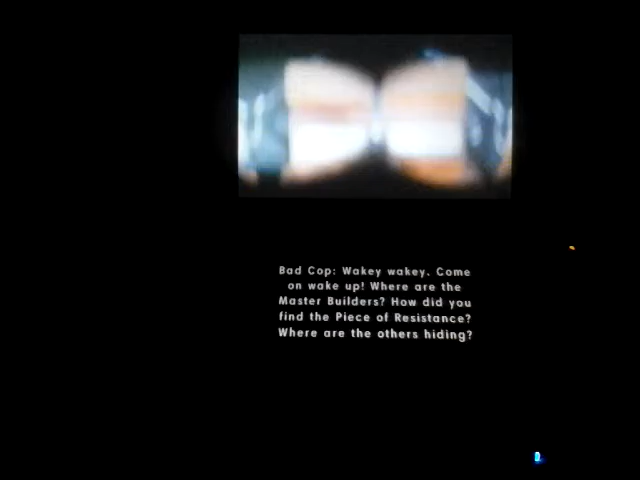 Bad Cop: Wakey wakey. Come
on wake up! Where are the
Master Builders? How did you
find the Piece of Resistance?
Where are the others hiding?